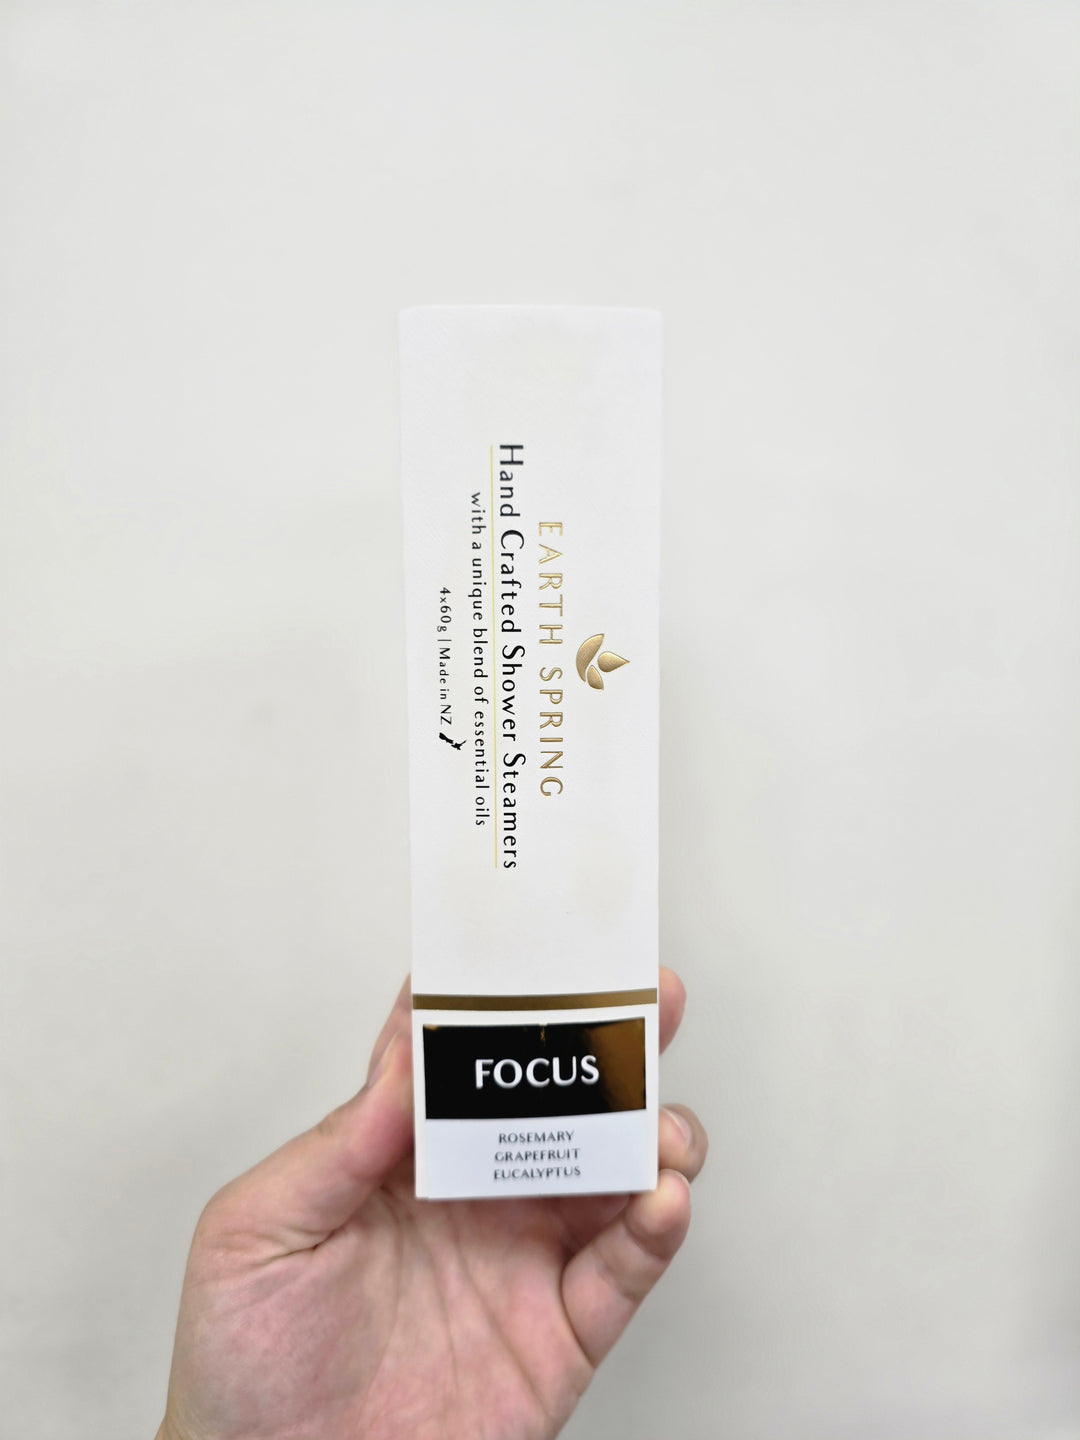 EARTH SPRING
Hand Crafted Shower Steamers
with a unique blend of essential oils
4x60g | Made in NZ
FOCUS
ROSEMARY
GRAPEFRUIT
EUCALYPTUS